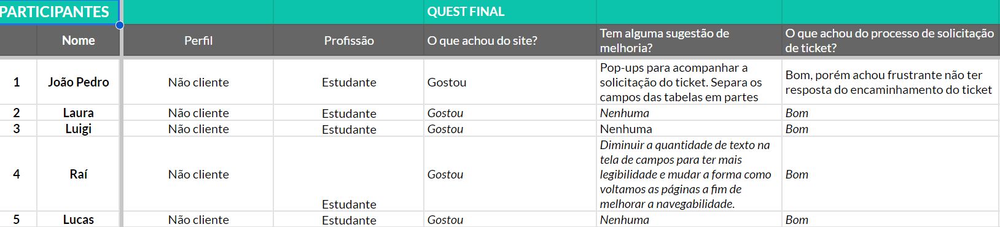 PARTICIPANTES
QUEST FINAL
Nome
Perfil
Profissão
O que achou do site?
Tem alguma sugestão de
melhoria?
O que achou do processo de solicitação
de ticket?
1
João Pedro
Não cliente
Estudante
Gostou
Pop-ups para acompanhar a
solicitação do ticket. Separa os
campos das tabelas em partes
Bom, porém achou frustrante não ter
resposta do encaminhamento do ticket
2
Laura
Não cliente
Estudante
Gostou
Nenhuma
Bom
3
Luigi
Não cliente
Estudante
Gostou
Nenhuma
Bom
4
Raí
Não cliente
Estudante
Gostou
Diminuir a quantidade de texto na
tela de campos para ter mais
legibilidade e mudar a forma como
voltamos as páginas a fim de
melhorar a navegabilidade.
Bom
5
Lucas
Não cliente
Estudante
Gostou
Nenhuma
Bom